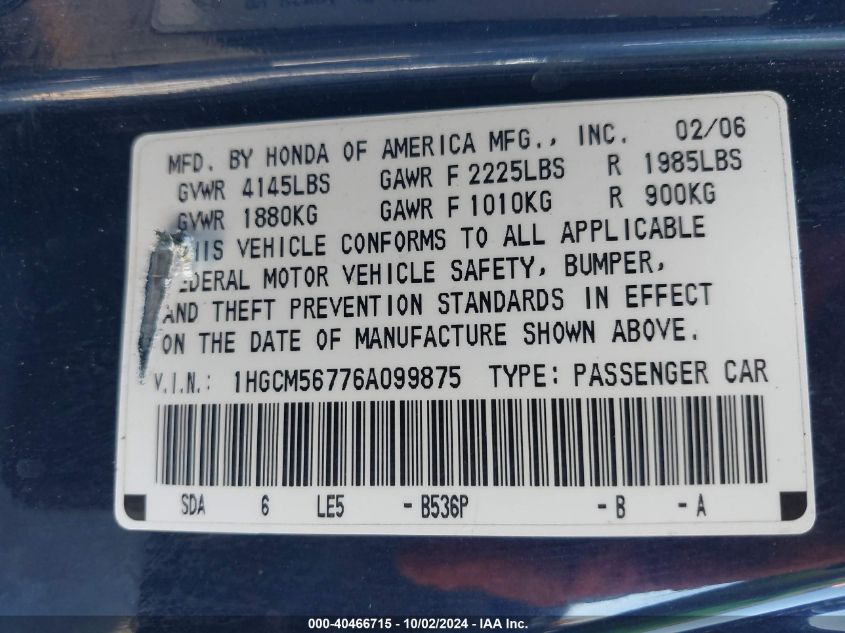 MFD. BY HONDA OF AMERICA MFG., INC. 02/06
GVWR 4145LBS GAWR F 2225LBS R 1985LBS
GVWR 1880KG GAWR F 1010KG R 900KG
THIS VEHICLE CONFORMS TO ALL APPLICABLE
FEDERAL MOTOR VEHICLE SAFETY, BUMPER,
AND THEFT PREVENTION STANDARDS IN EFFECT
ON THE DATE OF MANUFACTURE SHOWN ABOVE.
V.I.N.: 1HGCM56776A099875 TYPE: PASSENGER CAR
SDA 6 LE5 - B536P - B - A
000-40466715 - 10/02/2024 - IAA Inc.